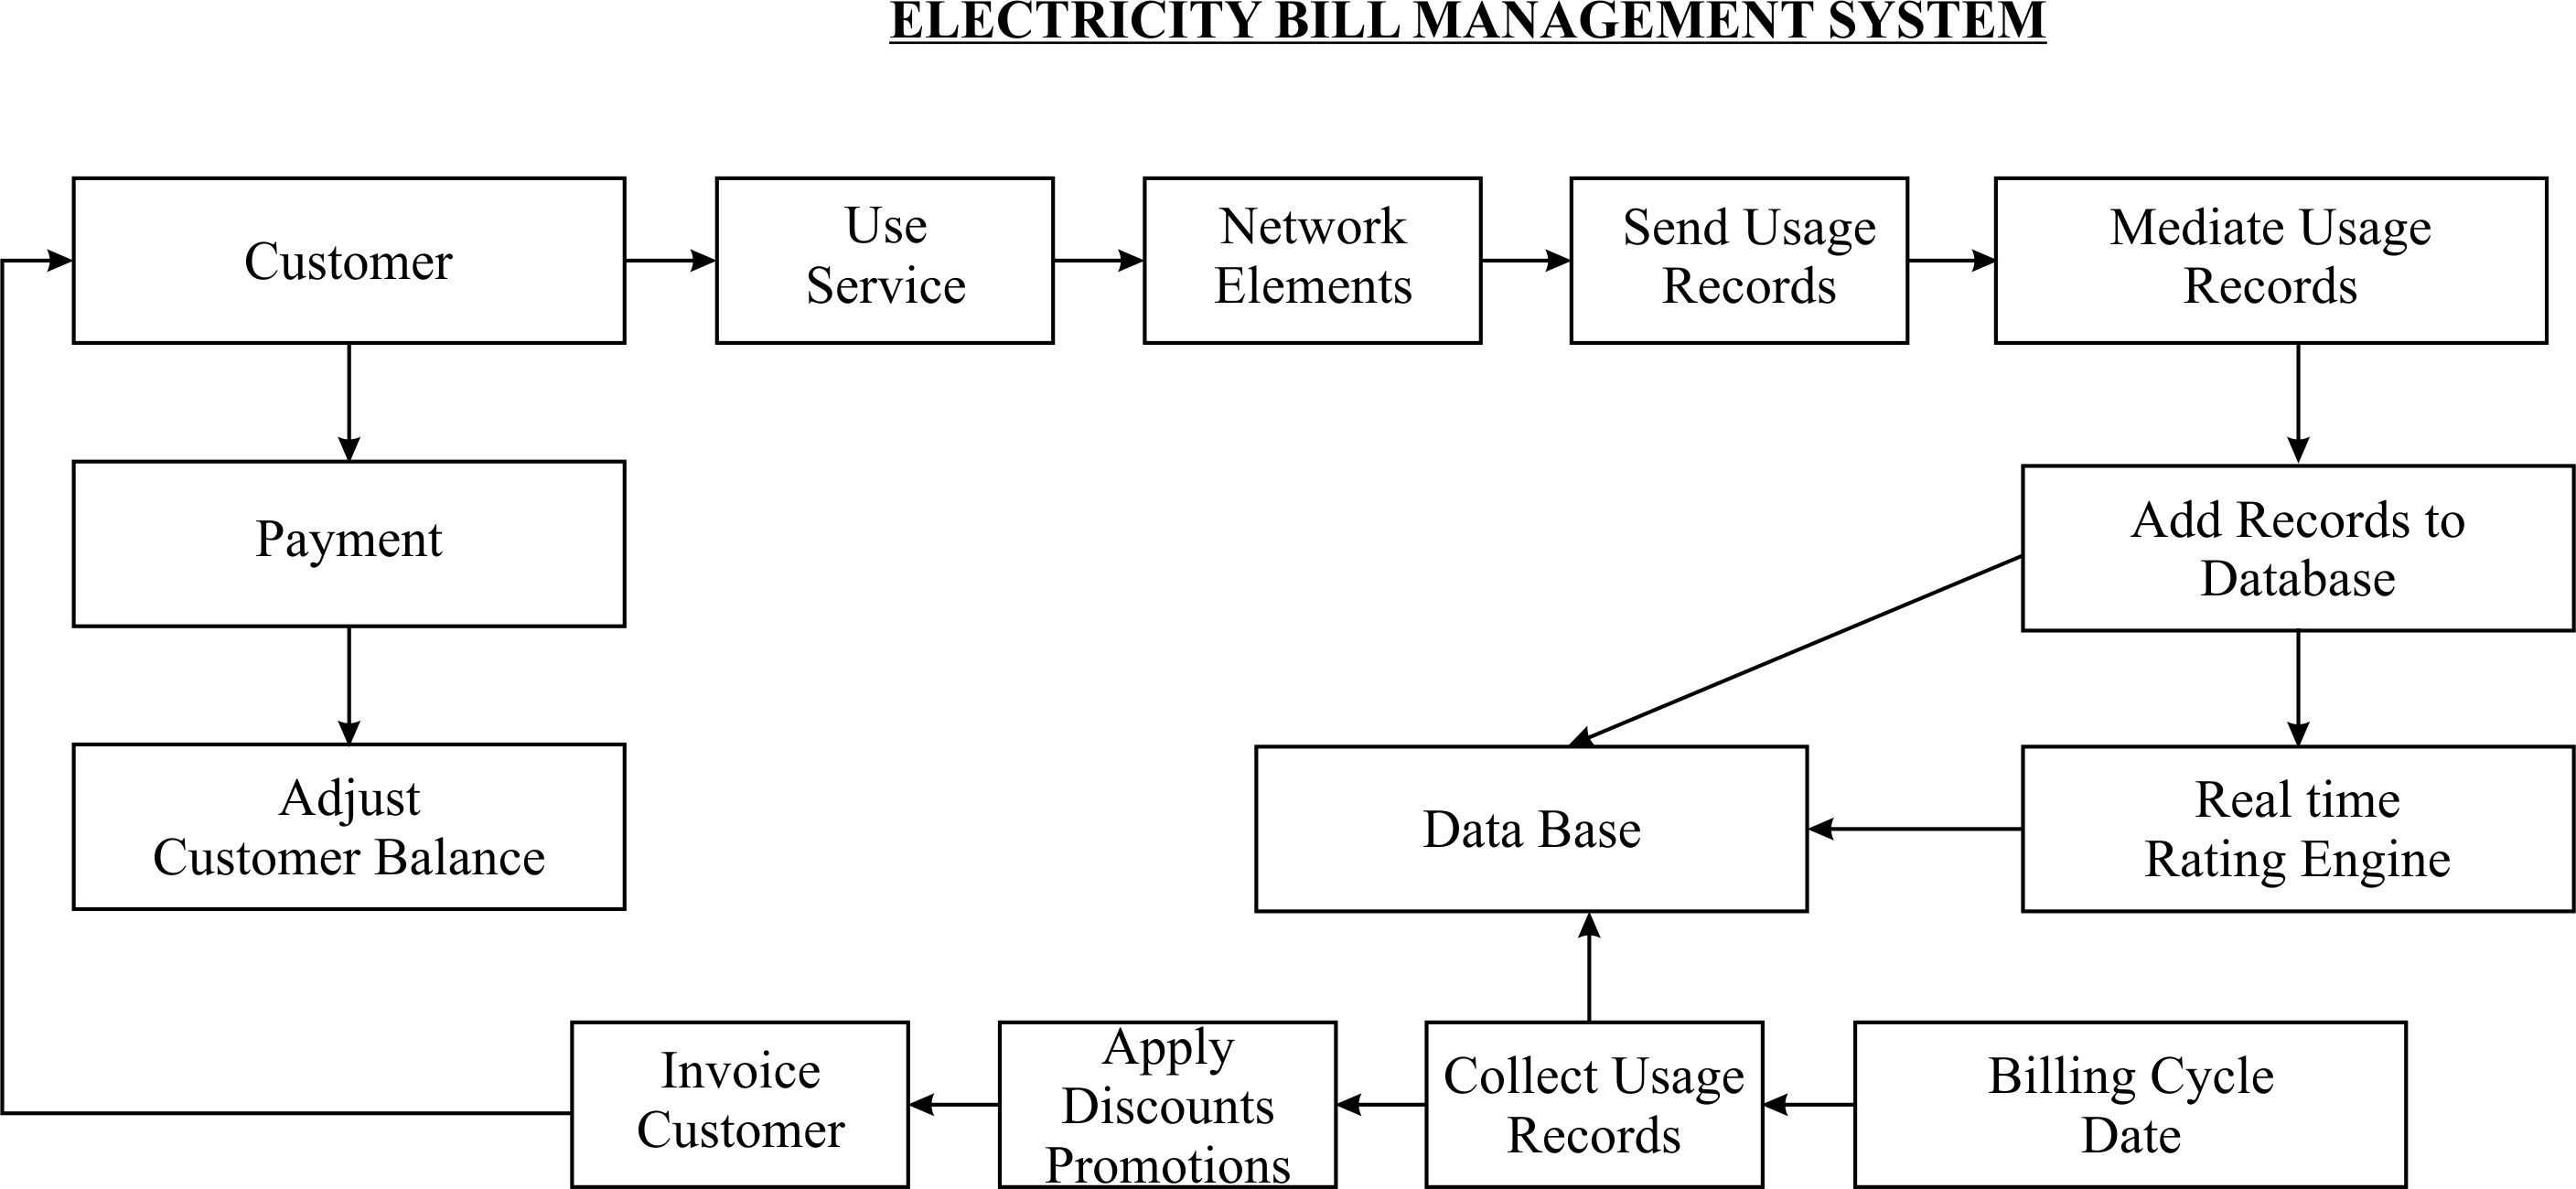 ELECTRICITY BILL MANAGEMENT SYSTEM
Customer
Use
Service
Network
Elements
Send Usage
Records
Mediate Usage
Records
Payment
Add Records to
Database
Adjust
Customer Balance
Data Base
Real time
Rating Engine
Invoice
Customer
Apply
Discounts
Promotions
Collect Usage
Records
Billing Cycle
Date